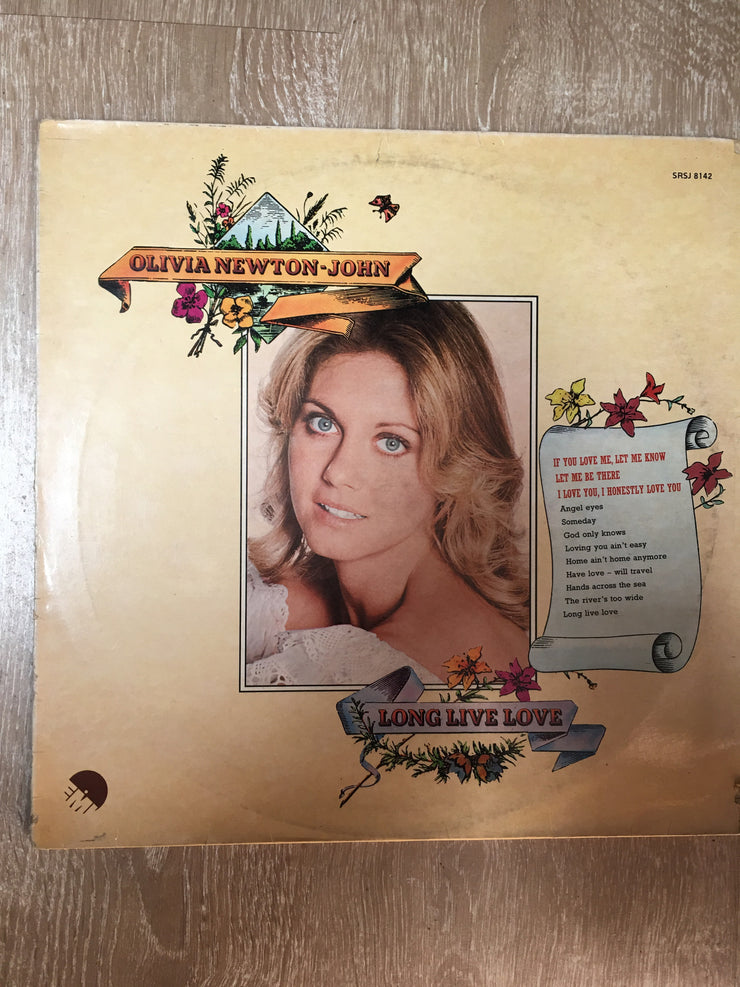 SRSJ 8142
OLIVIA NEWTON-JOHN
IF YOU LOVE ME, LET ME KNOW
LET ME BE THERE
I LOVE YOU, I HONESTLY LOVE YOU
Angel eyes
Someday
God only knows
Loving you ain't easy
Home ain't home anymore
Have love – will travel
Hands across the sea
The river's too wide
Long live love
LONG LIVE LOVE